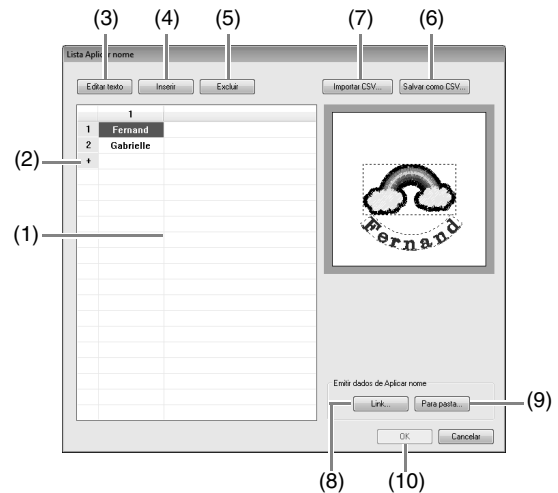 (3) (4) (5) (7) (6)
Lista Aplicar nome
Editar texto Inserir Excluir Importar CSV... Salvar como CSV...
1
1 Fernand
2 Gabrielle
(2) +
(1)
Fernand
Emitir dados de Aplicar nome
Link... Para pasta... (9)
OK Cancelar
(8) (10)